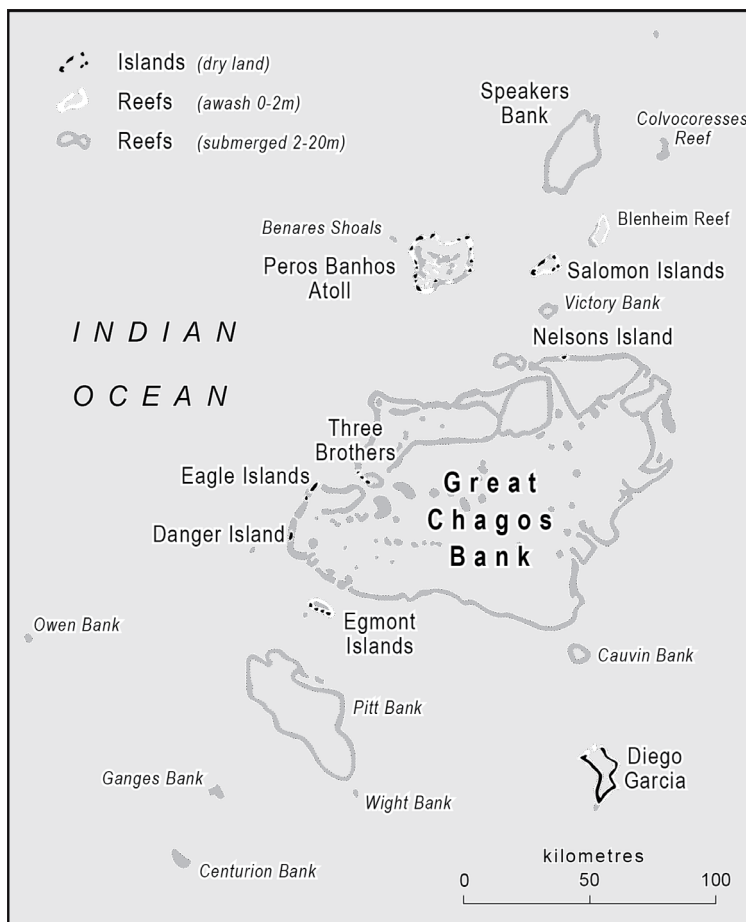 Islands (dry land)
Reefs (awash 0-2m)
Reefs (submerged 2-20m)
Speakers
Bank
Colvocoresses
Reef
Blenheim Reef
Benares Shoals
Peros Banhos
Atoll
Salomon Islands
Victory Bank
INDIAN
OCEAN
Nelsons Island
Three
Brothers
Eagle Islands
Great
Chagos
Bank
Danger Island
Egmont
Islands
Owen Bank
Cauvin Bank
Pitt Bank
Diego
Garcia
Ganges Bank
Wight Bank
Centurion Bank
kilometres
0 50 100